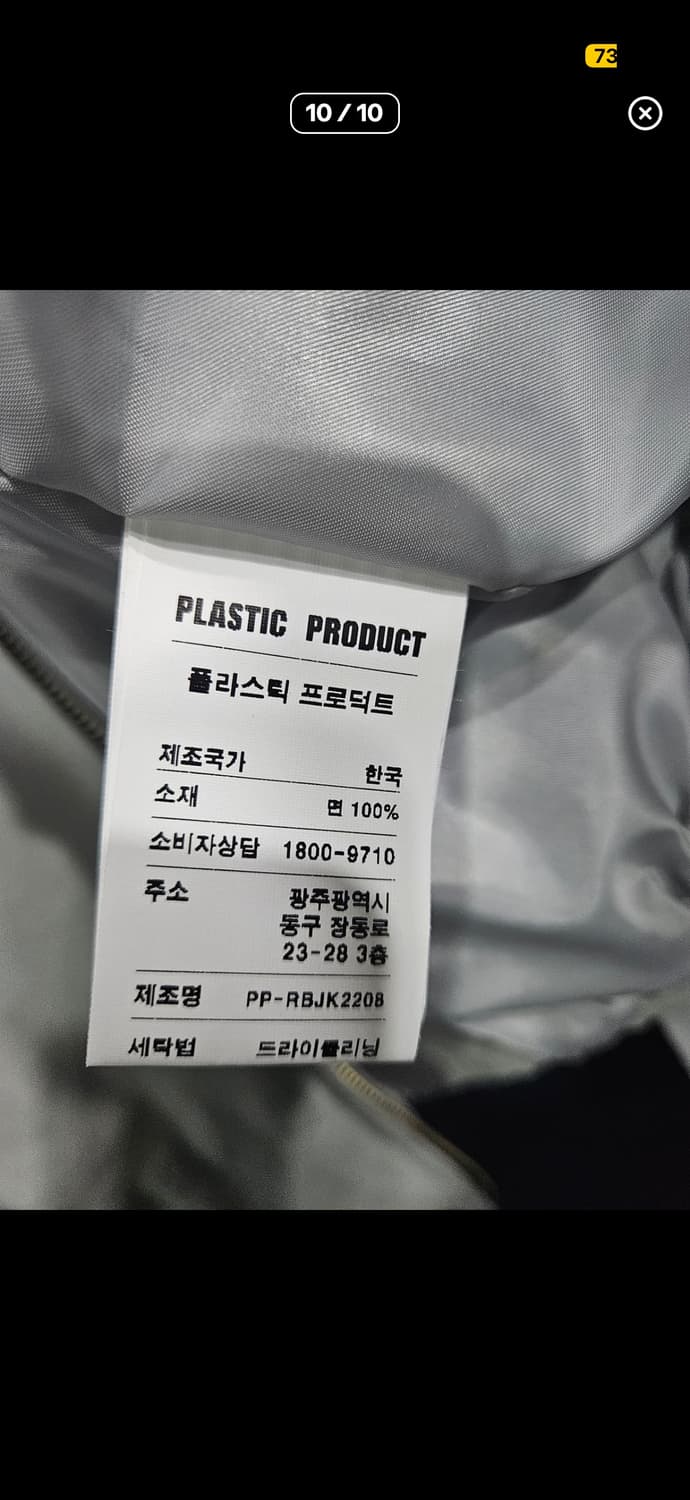 73
10 / 10
PLASTIC PRODUCT
플라스틱 프로덕트
제조국가 한국
소재 면 100%
소비자상담 1800-9710
주소 광주광역시
동구 장동로
23-28 3층
제조명 PP-RBJK2208
세탁법 드라이클리닝